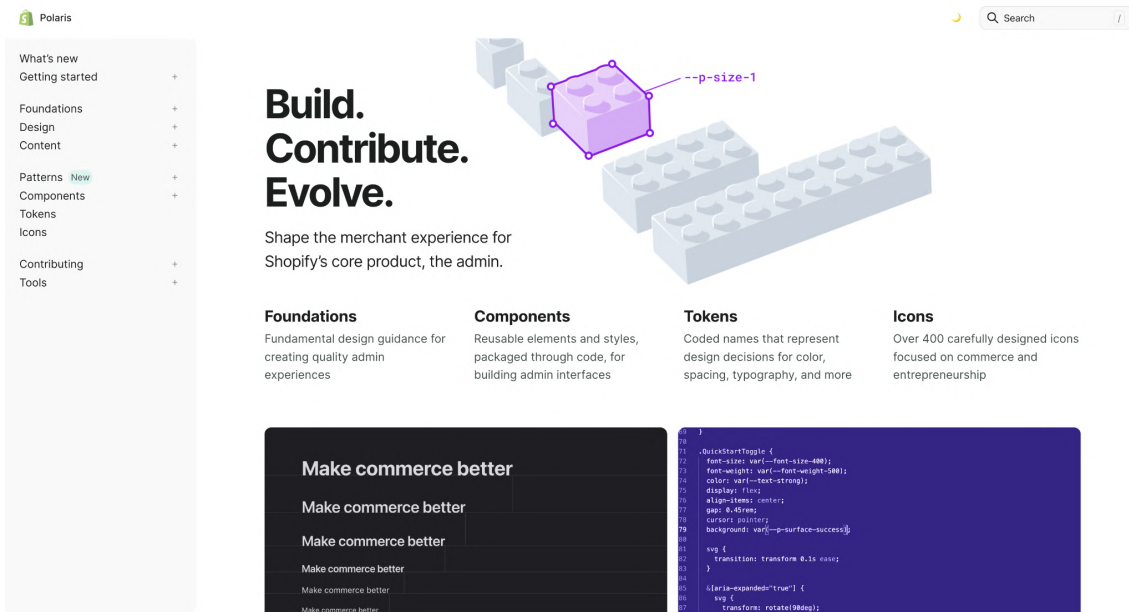 Polaris
Search
/
What's new
Getting started +
Foundations +
Design +
Content +
Patterns New +
Components +
Tokens
Icons
Contributing +
Tools +
--p-size-1
Build.
Contribute.
Evolve.
Shape the merchant experience for
Shopify's core product, the admin.
Foundations
Fundamental design guidance for
creating quality admin
experiences
Components
Reusable elements and styles,
packaged through code, for
building admin interfaces
Tokens
Coded names that represent
design decisions for color,
spacing, typography, and more
Icons
Over 400 carefully designed icons
focused on commerce and
entrepreneurship
Make commerce better
Make commerce better
Make commerce better
Make commerce better
Make commerce better
Make commerce better
69 }
70
71 .QuickStartToggle {
72 font-size: var(--font-size-400);
73 font-weight: var(--font-weight-500);
74 color: var(--text-strong);
75 display: flex;
76 align-items: center;
77 gap: 0.45rem;
78 cursor: pointer;
79 background: var(--p-surface-success);
80
81 svg {
82 transition: transform 0.1s ease;
83 }
84
85 &[aria-expanded="true"] {
86 svg {
87 transform: rotate(90deg);